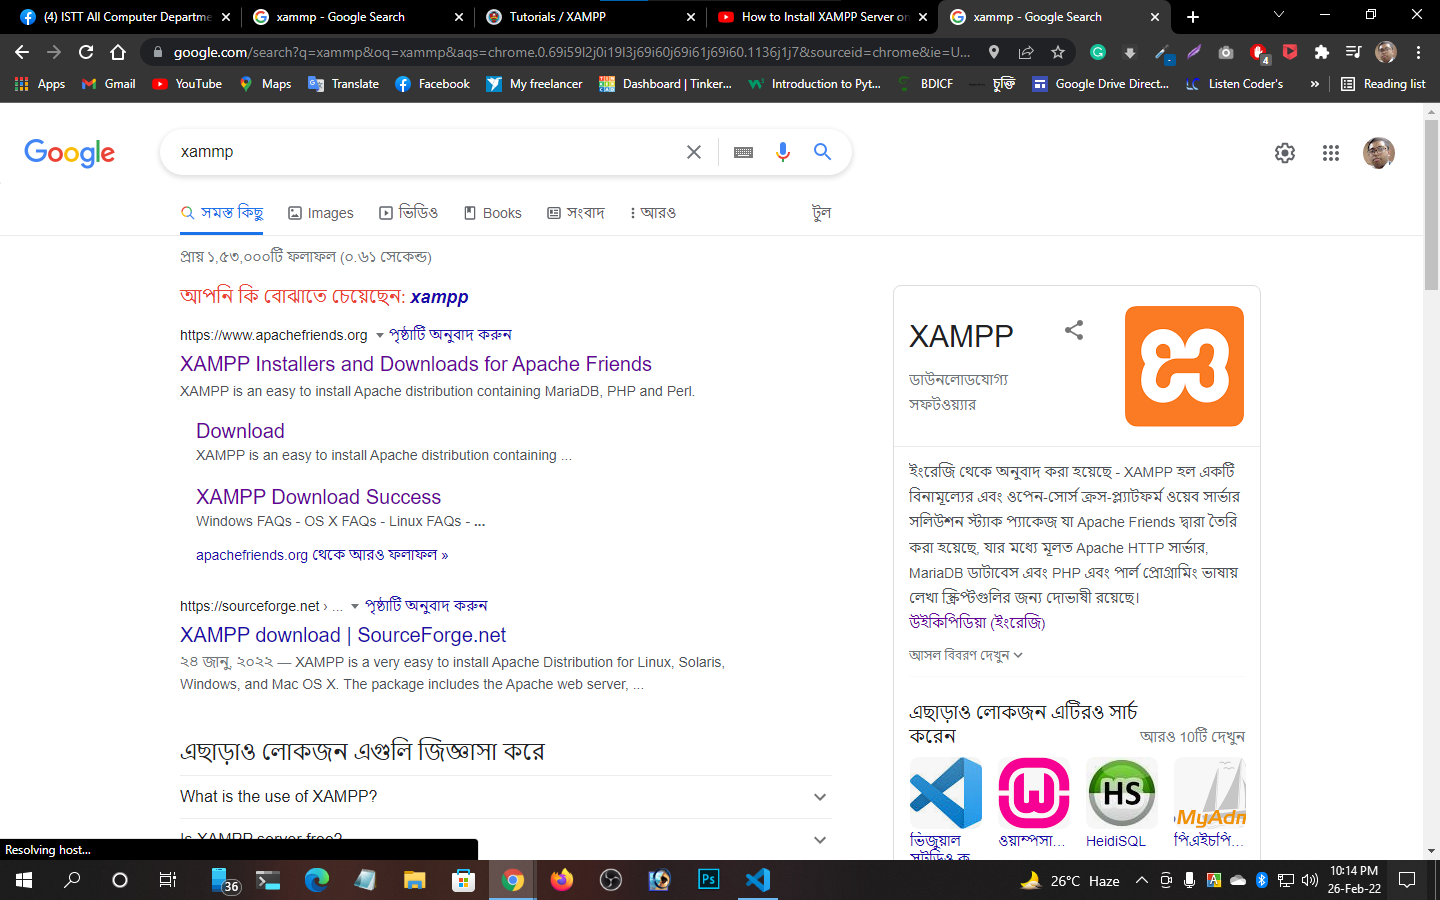 (4) ISTT All Computer Departme
xammp - Google Search
Tutorials / XAMPP
How to Install XAMPP Server or
xammp - Google Search
google.com/search?q=xammp&oq=xammp&aqs=chrome.0.69i59l2j0i19l3j69i60j69i61j69i60.1136j1j7&sourceid=chrome&ie=U...
4
Apps
Gmail
YouTube
Maps
Translate
Facebook
My freelancer
Dashboard | Tinker...
Introduction to Pyt...
BDICF
চুক্তি
Google Drive Direct...
Listen Coder's
»
Reading list
Google
xammp
সমস্ত কিছু
Images
ভিডিও
Books
সংবাদ
আরও
টুল
প্রায় ১,৫৩,০০০টি ফলাফল (০.৬১ সেকেন্ড)
আপনি কি বোঝাতে চেয়েছেন: xampp
https://www.apachefriends.org পৃষ্ঠাটি অনুবাদ করুন
XAMPP Installers and Downloads for Apache Friends
XAMPP is an easy to install Apache distribution containing MariaDB, PHP and Perl.
Download
XAMPP is an easy to install Apache distribution containing ...
XAMPP Download Success
Windows FAQs - OS X FAQs - Linux FAQs - ...
apachefriends.org থেকে আরও ফলাফল »
https://sourceforge.net › ... পৃষ্ঠাটি অনুবাদ করুন
XAMPP download | SourceForge.net
২৪ জানু, ২০২২ — XAMPP is a very easy to install Apache Distribution for Linux, Solaris,
Windows, and Mac OS X. The package includes the Apache web server, ...
এছাড়াও লোকজন এগুলি জিজ্ঞাসা করে
What is the use of XAMPP?
Is XAMPP server free?
XAMPP
ডাউনলোডযোগ্য
সফটওয়্যার
ইংরেজি থেকে অনুবাদ করা হয়েছে - XAMPP হল একটি
বিনামূল্যের এবং ওপেন-সোর্স ক্রস-প্ল্যাটফর্ম ওয়েব সার্ভার
সলিউশন স্ট্যাক প্যাকেজ যা Apache Friends দ্বারা তৈরি
করা হয়েছে, যার মধ্যে মূলত Apache HTTP সার্ভার,
MariaDB ডাটাবেস এবং PHP এবং পার্ল প্রোগ্রামিং ভাষায়
লেখা স্ক্রিপ্টগুলির জন্য দোভাষী রয়েছে।
উইকিপিডিয়া (ইংরেজি)
আসল বিবরণ দেখুন
এছাড়াও লোকজন এটিরও সার্চ
করেন
আরও 10টি দেখুন
HS
MyAdm
ভিজুয়াল
স্টুডিও ক
ওয়াম্পসা...
HeidiSQL
পিএইচপি...
Resolving host...
36
Ps
26°C Haze
A
10:14 PM
26-Feb-22